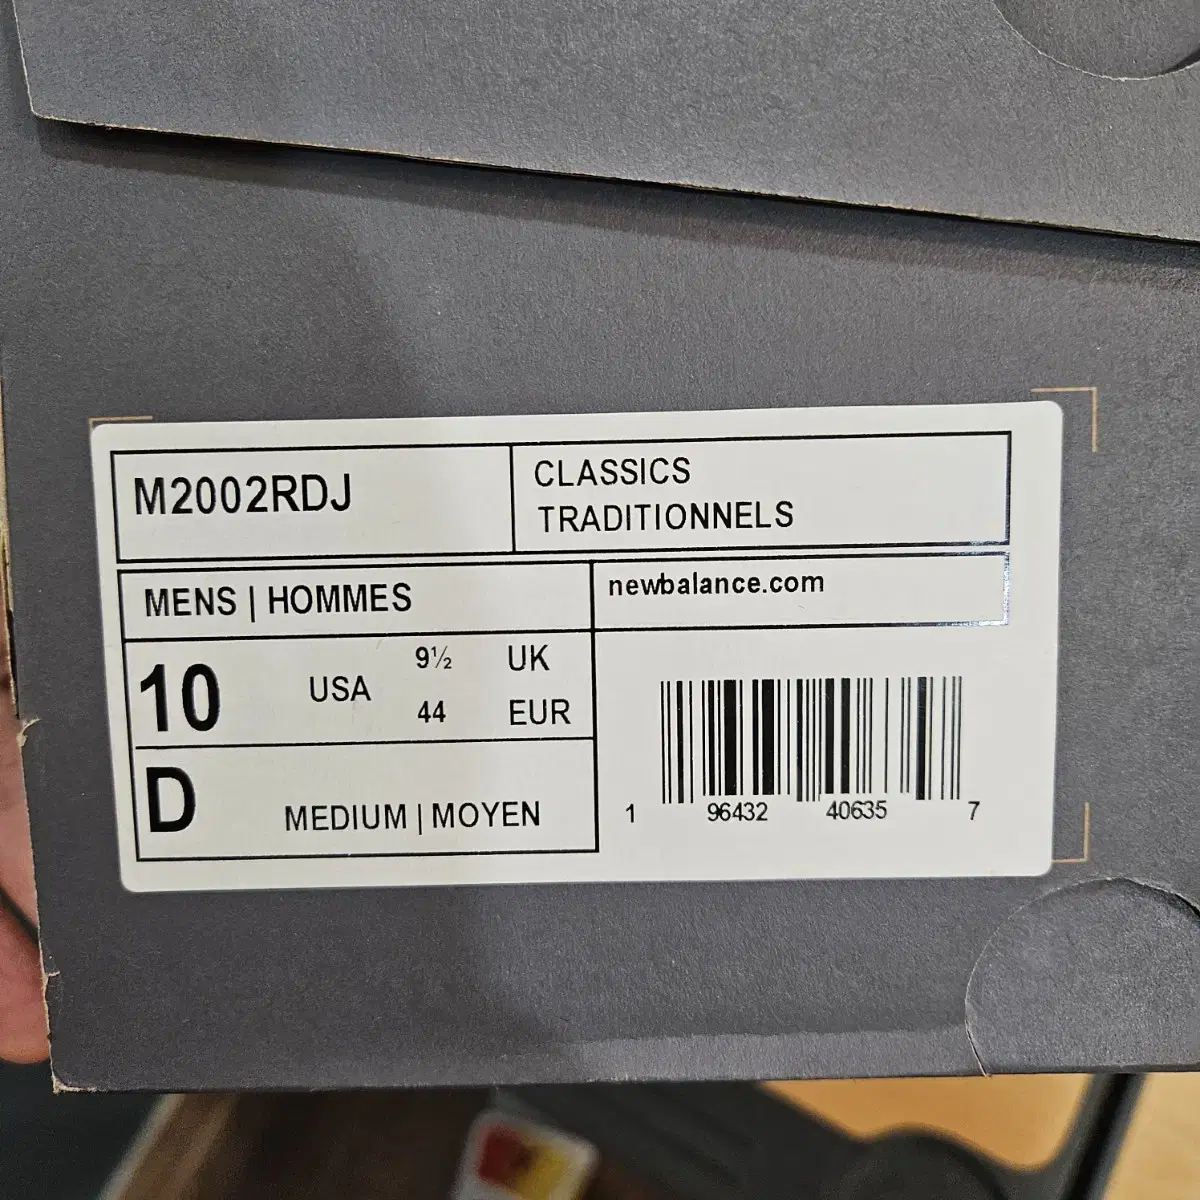 M2002RDJ
CLASSICS
TRADITIONNELS
MENS | HOMMES
newbalance.com
10 USA 9½ UK
44 EUR
D MEDIUM | MOYEN
1 96432 40635 7